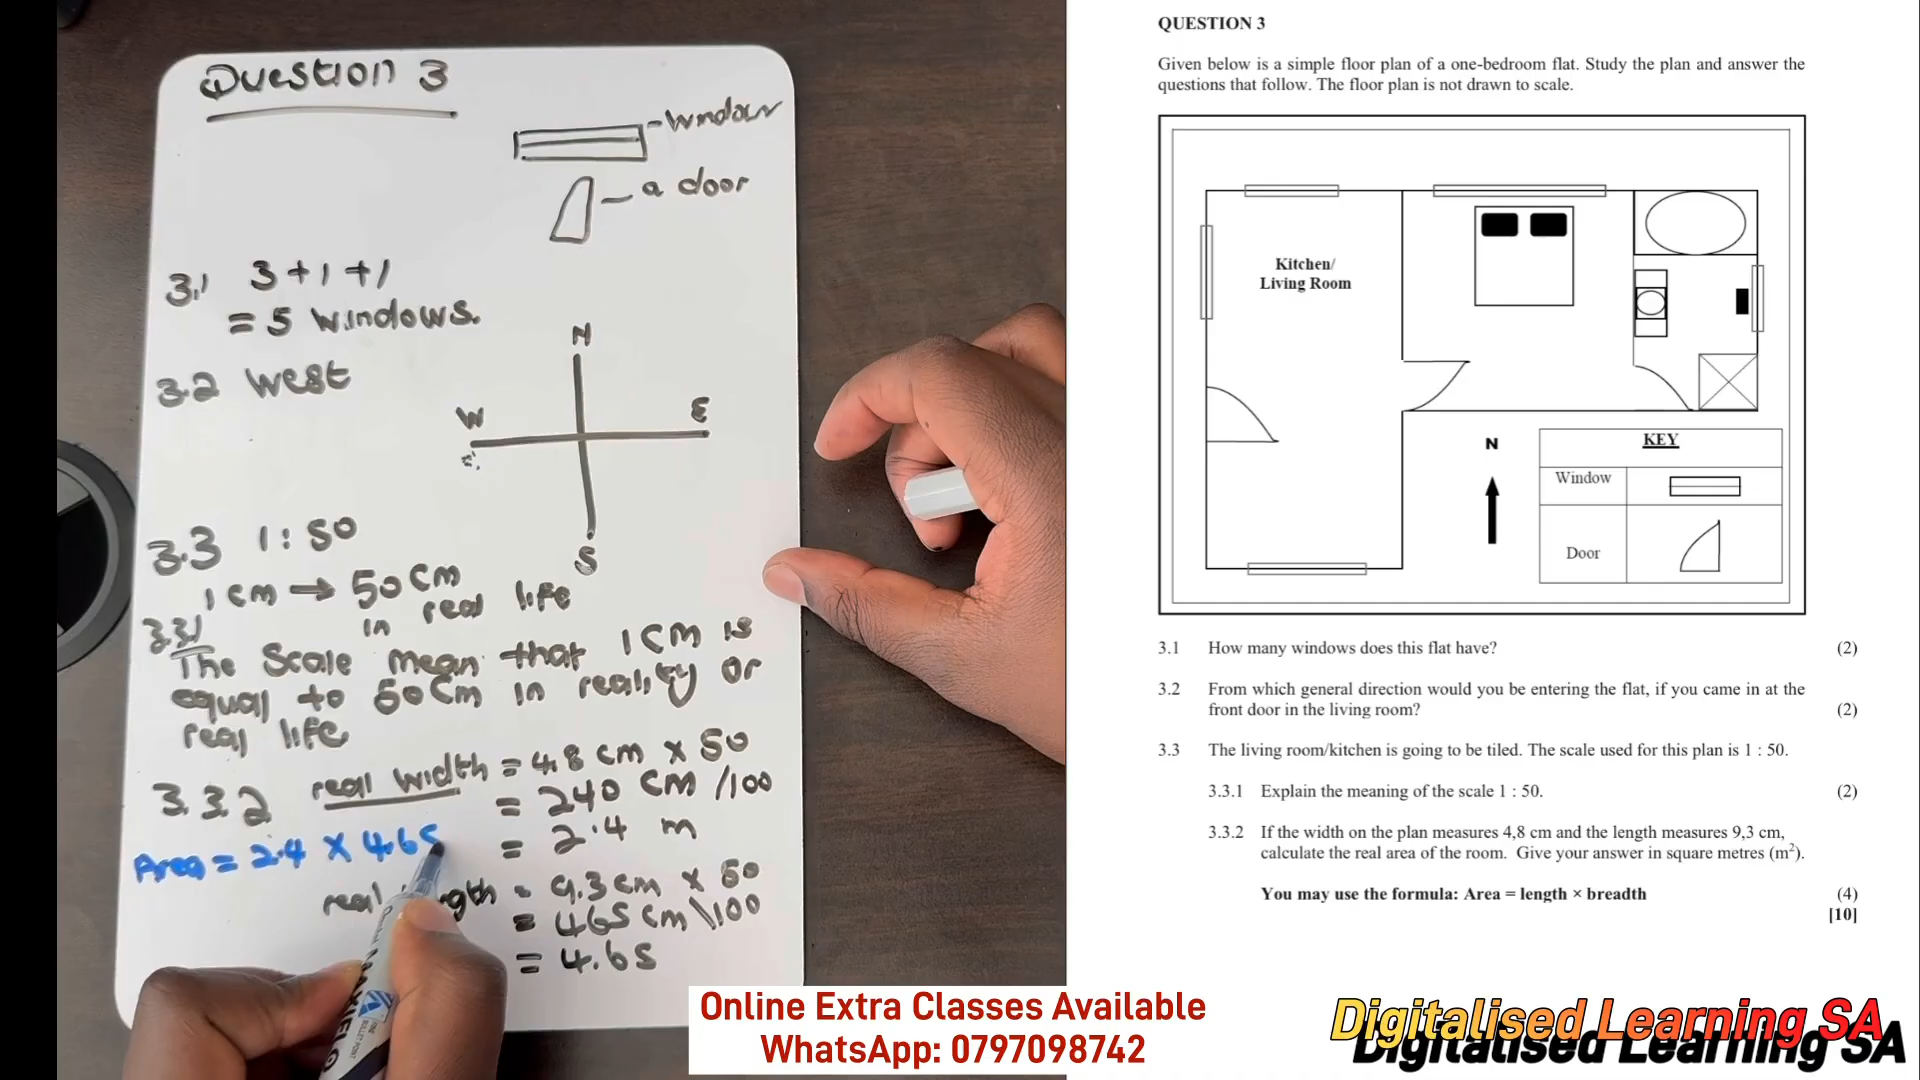 Question 3
- Window
- a door
3.1 3+1+1
= 5 windows.
3.2 West
N
W E
S
3.3 1 : 50
1 cm → 50 cm
in real life
3.3.1
The Scale mean that 1 cm is
equal to 50 cm in reality or
real life
3.3.2 real width = 4.8 cm × 50
= 240 cm /100
= 2.4 m
Area = 2.4 × 4.65
real length = 9.3 cm × 50
= 465 cm \100
= 4.65
QUESTION 3
Given below is a simple floor plan of a one-bedroom flat. Study the plan and answer the
questions that follow. The floor plan is not drawn to scale.
Kitchen/
Living Room
N
KEY
Window
Door
3.1 How many windows does this flat have? (2)
3.2 From which general direction would you be entering the flat, if you came in at the
front door in the living room? (2)
3.3 The living room/kitchen is going to be tiled. The scale used for this plan is 1 : 50.
3.3.1 Explain the meaning of the scale 1 : 50. (2)
3.3.2 If the width on the plan measures 4,8 cm and the length measures 9,3 cm,
calculate the real area of the room. Give your answer in square metres (m²).
You may use the formula: Area = length × breadth (4)
[10]
Online Extra Classes Available
WhatsApp: 0797098742
Digitalised Learning SA
Digitalised Learning SA